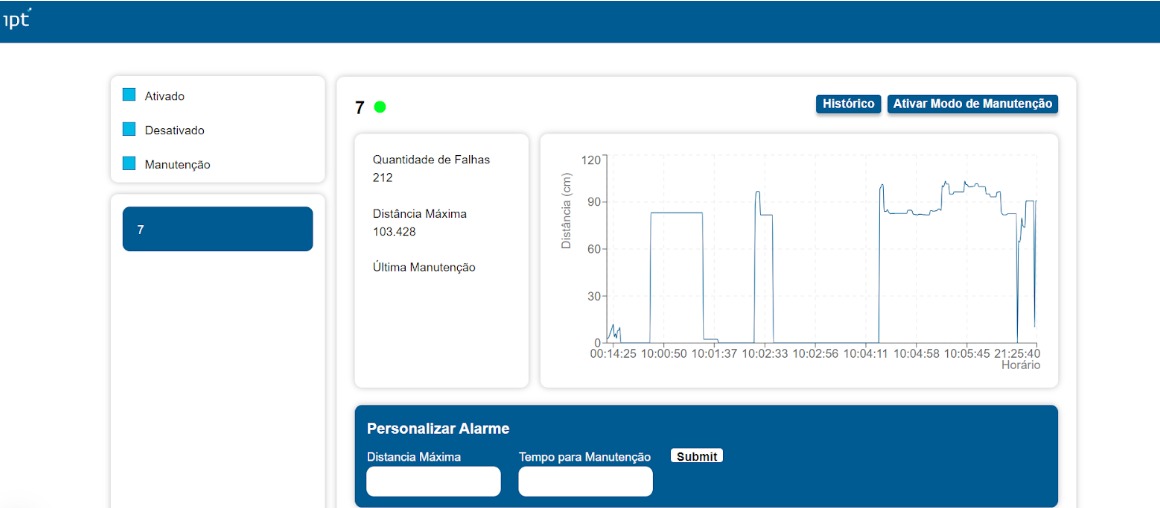 ipt
Ativado
Desativado
Manutenção
7
7
Histórico
Ativar Modo de Manutenção
Quantidade de Falhas
212
Distância Máxima
103.428
Última Manutenção
Distância (cm)
120
90
60
30
0
00:14:25 10:00:50 10:01:37 10:02:33 10:02:56 10:04:11 10:04:58 10:05:45 21:25:40
Horário
Personalizar Alarme
Distancia Máxima
Tempo para Manutenção
Submit